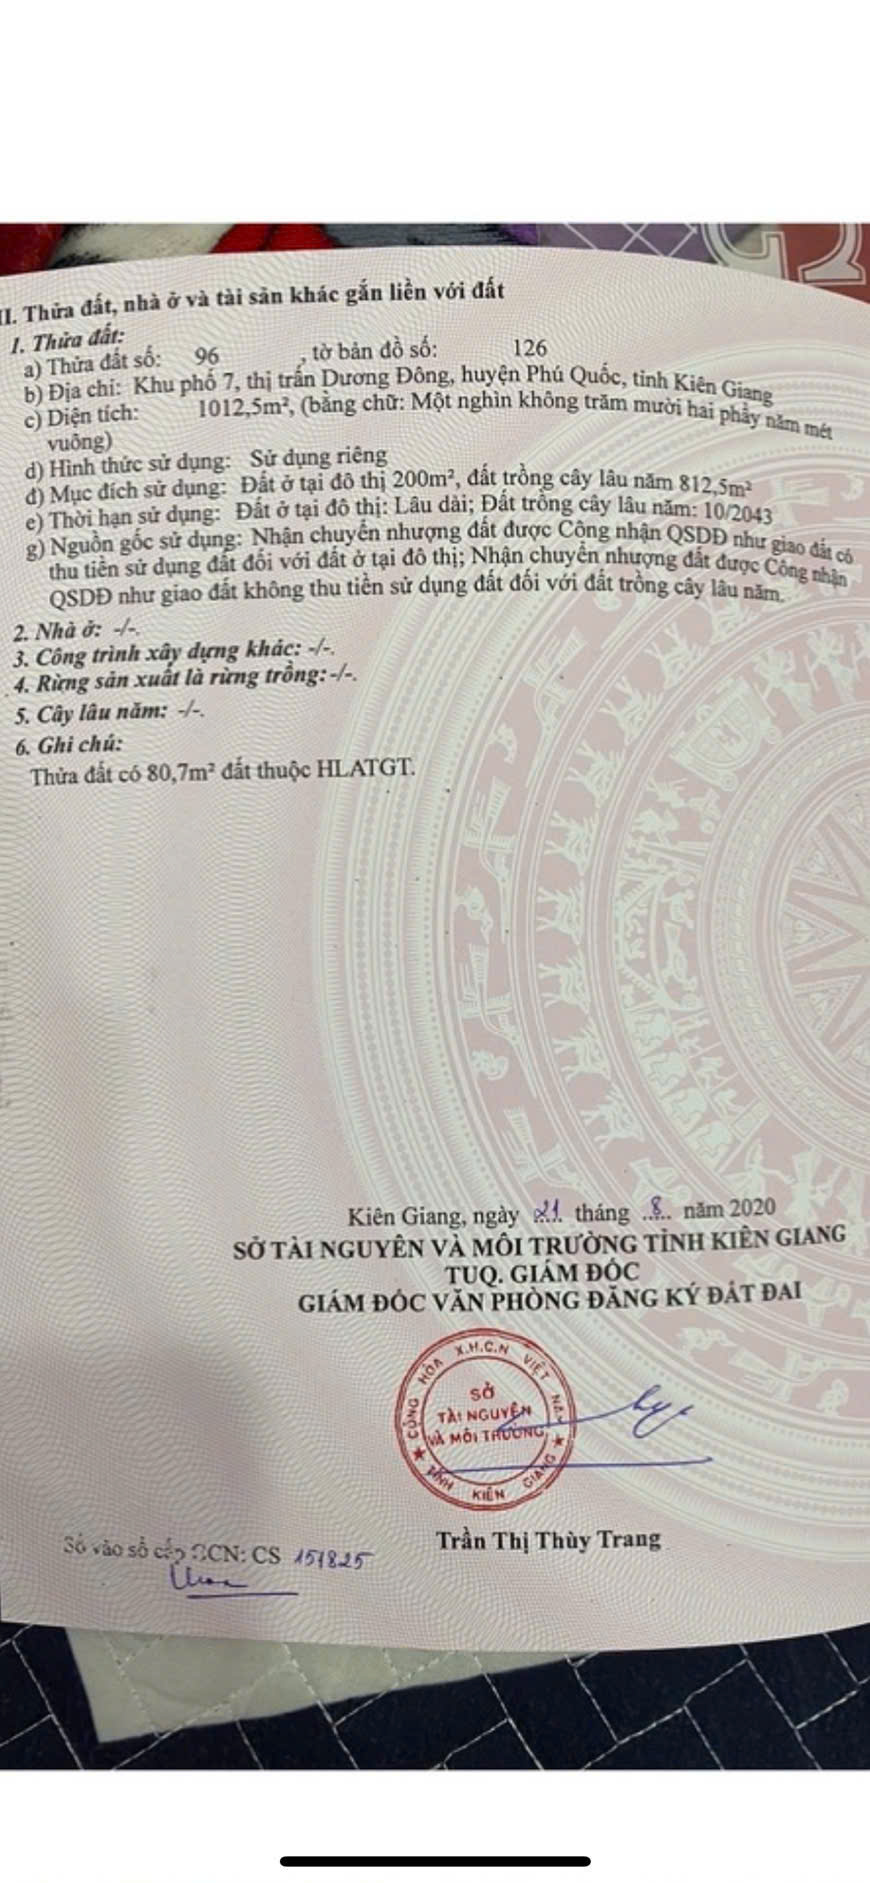 II. Thửa đất, nhà ở và tài sản khác gắn liền với đất
1. Thửa đất:
a) Thửa đất số: 96 , tờ bản đồ số: 126
b) Địa chỉ: Khu phố 7, thị trấn Dương Đông, huyện Phú Quốc, tỉnh Kiên Giang
c) Diện tích: 1012,5m², (bằng chữ: Một nghìn không trăm mười hai phẩy năm mét
vuông)
d) Hình thức sử dụng: Sử dụng riêng
đ) Mục đích sử dụng: Đất ở tại đô thị 200m², đất trồng cây lâu năm 812,5m²
e) Thời hạn sử dụng: Đất ở tại đô thị: Lâu dài; Đất trồng cây lâu năm: 10/2043
g) Nguồn gốc sử dụng: Nhận chuyển nhượng đất được Công nhận QSDĐ như giao đất có
thu tiền sử dụng đất đối với đất ở tại đô thị; Nhận chuyển nhượng đất được Công nhận
QSDĐ như giao đất không thu tiền sử dụng đất đối với đất trồng cây lâu năm.
2. Nhà ở: -/-.
3. Công trình xây dựng khác: -/-.
4. Rừng sản xuất là rừng trồng: -/-.
5. Cây lâu năm: -/-.
6. Ghi chú:
Thửa đất có 80,7m² đất thuộc HLATGT.
Kiên Giang, ngày 21 tháng 8 năm 2020
SỞ TÀI NGUYÊN VÀ MÔI TRƯỜNG TỈNH KIÊN GIANG
TUQ. GIÁM ĐỐC
GIÁM ĐỐC VĂN PHÒNG ĐĂNG KÝ ĐẤT ĐAI
CỘNG HÒA X.H.C.N VIỆT NAM
SỞ
TÀI NGUYÊN
VÀ MÔI TRƯỜNG
TỈNH KIÊN GIANG
Trần Thị Thùy Trang
Số vào sổ cấp GCN: CS 151825